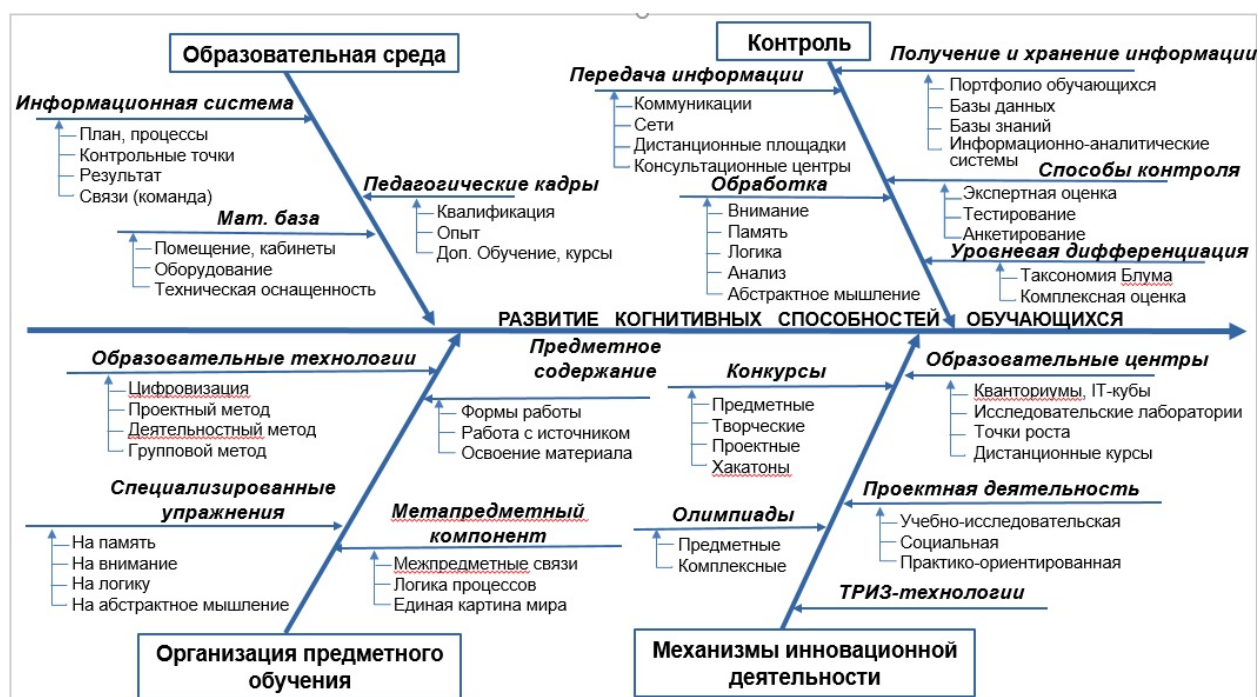 Образовательная среда
Информационная система
План, процессы
Контрольные точки
Результат
Связи (команда)
Педагогические кадры
Квалификация
Опыт
Доп. Обучение, курсы
Мат. база
Помещение, кабинеты
Оборудование
Техническая оснащенность
Контроль
Передача информации
Коммуникации
Сети
Дистанционные площадки
Консультационные центры
Обработка
Внимание
Память
Логика
Анализ
Абстрактное мышление
Получение и хранение информации
Портфолио обучающихся
Базы данных
Базы знаний
Информационно-аналитические
системы
Способы контроля
Экспертная оценка
Тестирование
Анкетирование
Уровневая дифференциация
Таксономия Блума
Комплексная оценка
РАЗВИТИЕ КОГНИТИВНЫХ СПОСОБНОСТЕЙ ОБУЧАЮЩИХСЯ
Образовательные технологии
Цифровизация
Проектный метод
Деятельностный метод
Групповой метод
Предметное
содержание
Формы работы
Работа с источником
Освоение материала
Специализированные
упражнения
На память
На внимание
На логику
На абстрактное мышление
Метапредметный
компонент
Межпредметные связи
Логика процессов
Единая картина мира
Организация предметного
обучения
Конкурсы
Предметные
Творческие
Проектные
Хакатоны
Образовательные центры
Кванториумы, IT-кубы
Исследовательские лаборатории
Точки роста
Дистанционные курсы
Олимпиады
Предметные
Комплексные
Проектная деятельность
Учебно-исследовательская
Социальная
Практико-ориентированная
ТРИЗ-технологии
Механизмы инновационной
деятельности